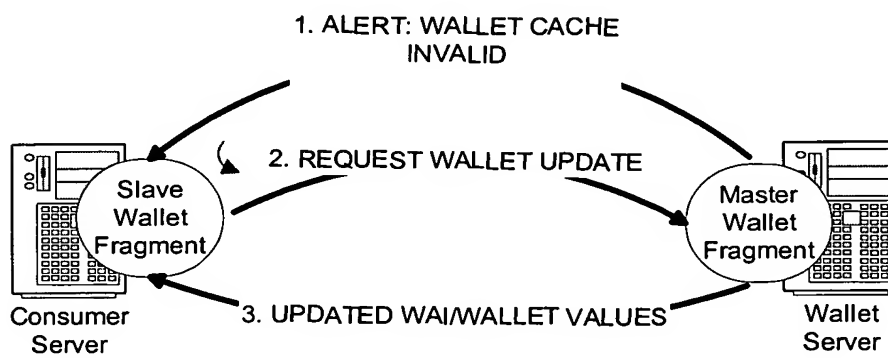 1. ALERT: WALLET CACHE
INVALID
2. REQUEST WALLET UPDATE
Slave
Wallet
Fragment
Master
Wallet
Fragment
3. UPDATED WAI/WALLET VALUES
Consumer
Server
Wallet
Server